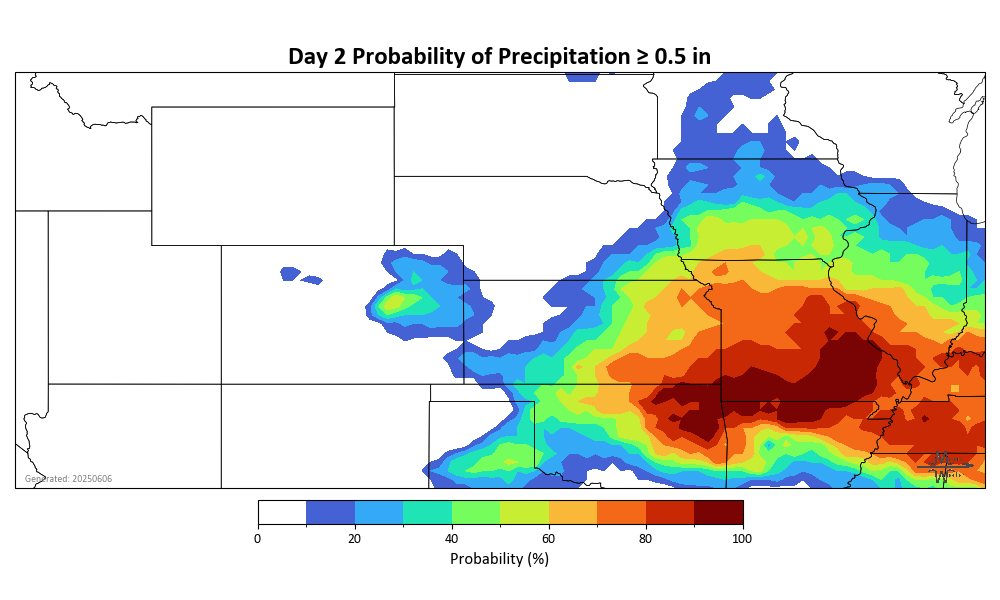 Day 2 Probability of Precipitation ≥ 0.5 in
Generated: 20250606
0 20 40 60 80 100
Probability (%)